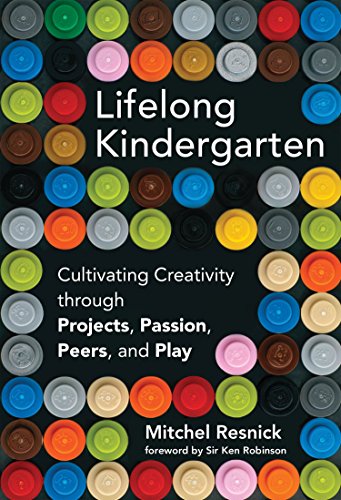 Lifelong
Kindergarten
Cultivating Creativity
through
Projects, Passion,
Peers, and Play
Mitchel Resnick
foreword by Sir Ken Robinson